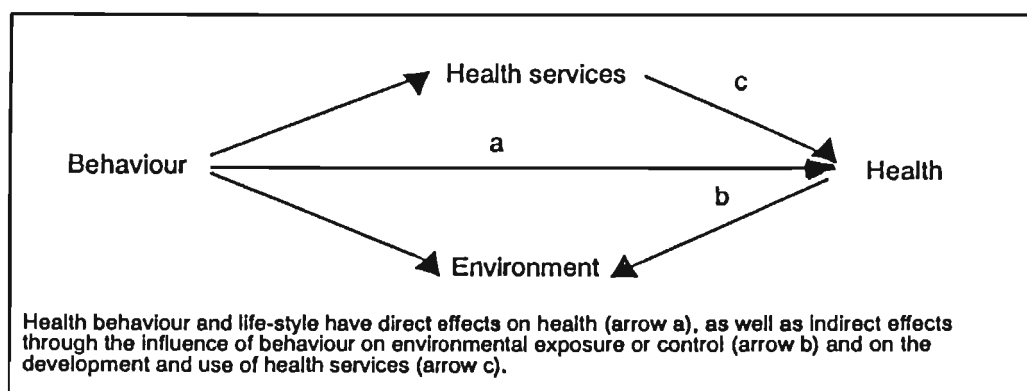 Health services
c
a
Behaviour
Health
b
Environment
Health behaviour and life-style have direct effects on health (arrow a), as well as indirect effects
through the influence of behaviour on environmental exposure or control (arrow b) and on the
development and use of health services (arrow c).